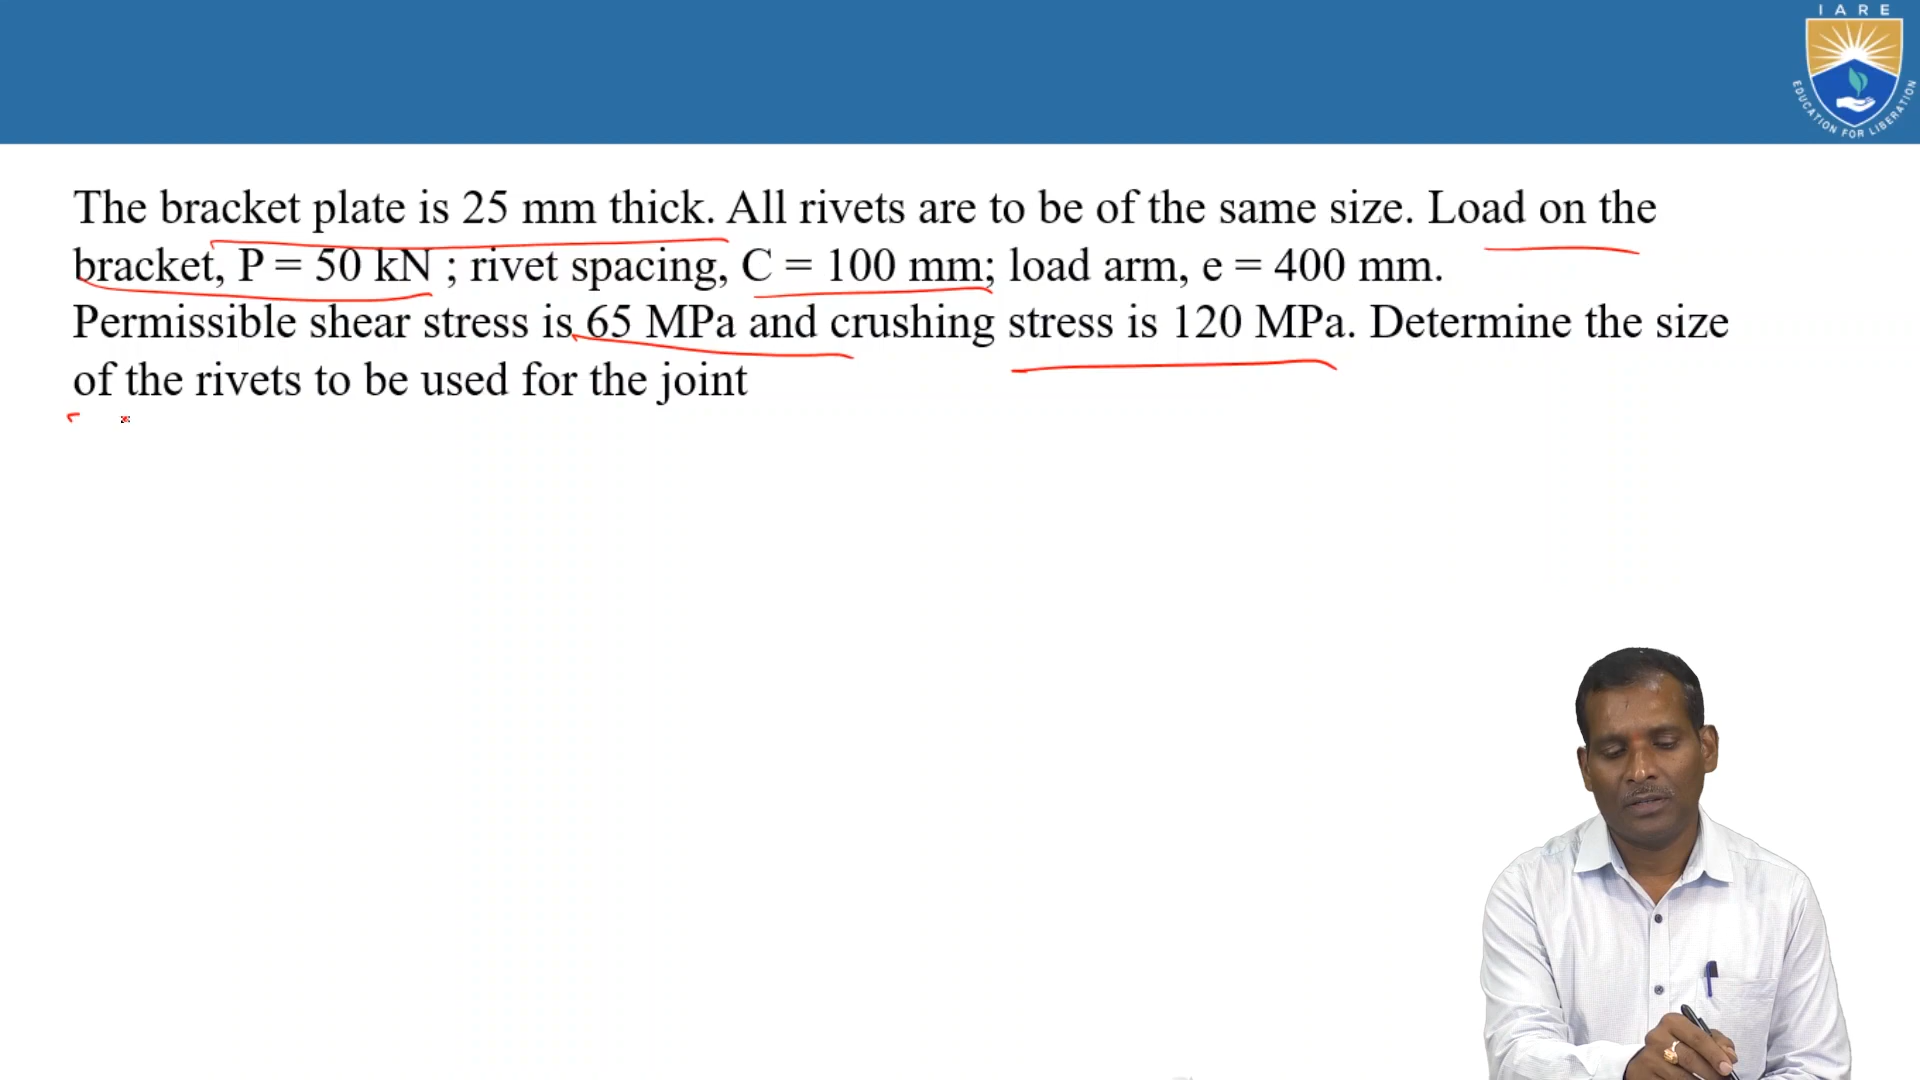 IARE
EDUCATION FOR LIBERATION
The bracket plate is 25 mm thick. All rivets are to be of the same size. Load on the
bracket, P = 50 kN ; rivet spacing, C = 100 mm; load arm, e = 400 mm.
Permissible shear stress is 65 MPa and crushing stress is 120 MPa. Determine the size
of the rivets to be used for the joint